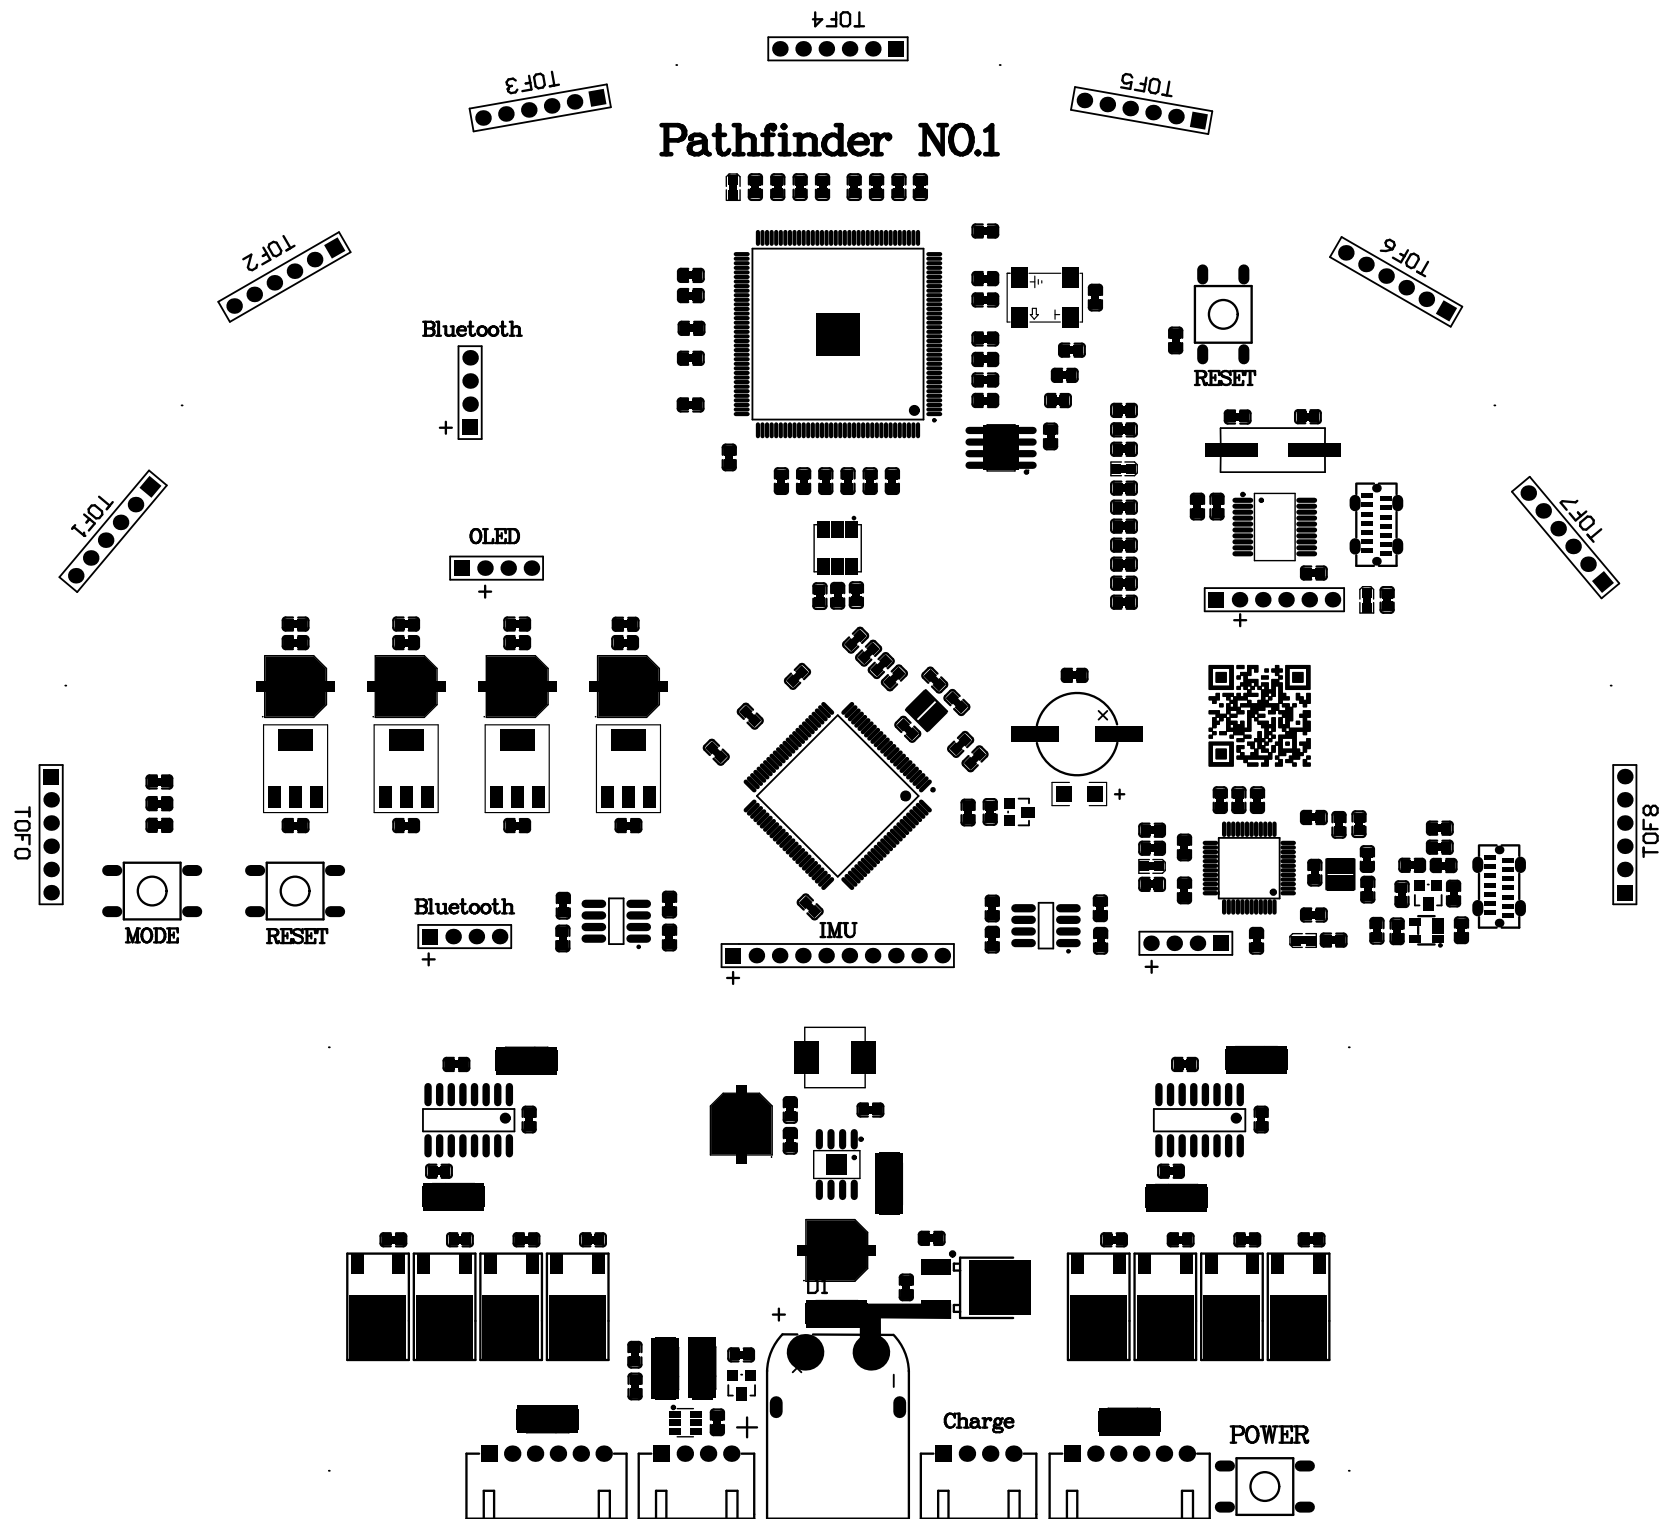 TOF4
TOF3
TOF5
Pathfinder NO.1
TOF2
TOF6
Bluetooth
+
RESET
TOF1
TOF7
OLED
+
+
TOF0
TOF8
+
MODE
RESET
Bluetooth
+
IMU
+
+
D1
+
+
Charge
POWER